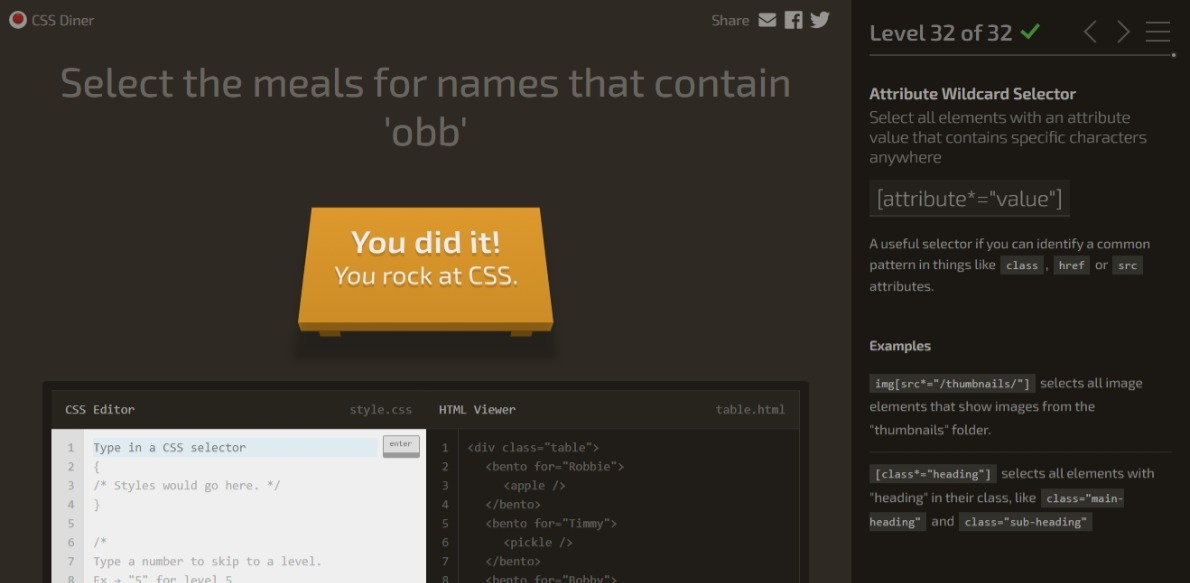 CSS Diner
Share
Select the meals for names that contain
'obb'
You did it!
You rock at CSS.
CSS Editor
style.css
1 Type in a CSS selector
enter
2 {
3 /* Styles would go here. */
4 }
5
6 /*
7 Type a number to skip to a level.
8 Ex → "5" for level 5
HTML Viewer
table.html
1 <div class="table">
2 <bento for="Robbie">
3 <apple />
4 </bento>
5 <bento for="Timmy">
6 <pickle />
7 </bento>
8 <bento for="Bobby">
Level 32 of 32
Attribute Wildcard Selector
Select all elements with an attribute
value that contains specific characters
anywhere
[attribute*="value"]
A useful selector if you can identify a common
pattern in things like class , href or src
attributes.
Examples
img[src*="/thumbnails/"] selects all image
elements that show images from the
"thumbnails" folder.
[class*="heading"] selects all elements with
"heading" in their class, like class="main-
heading" and class="sub-heading"